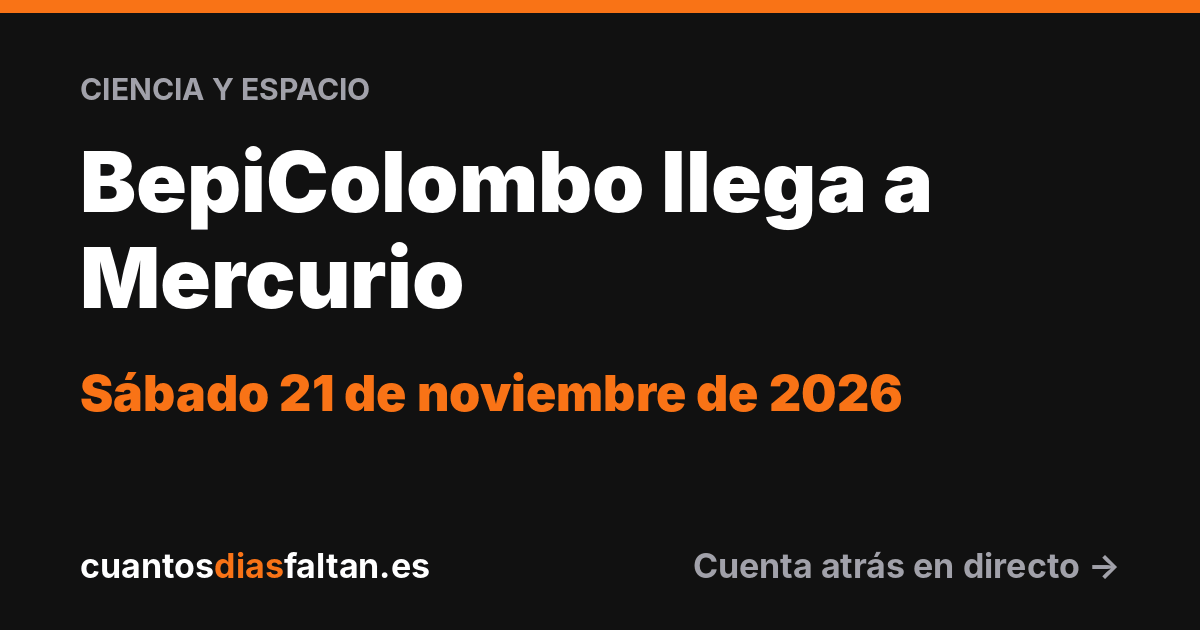 CIENCIA Y ESPACIO
BepiColombo llega a
Mercurio
Sábado 21 de noviembre de 2026
cuantosdiasfaltan.es
Cuenta atrás en directo →